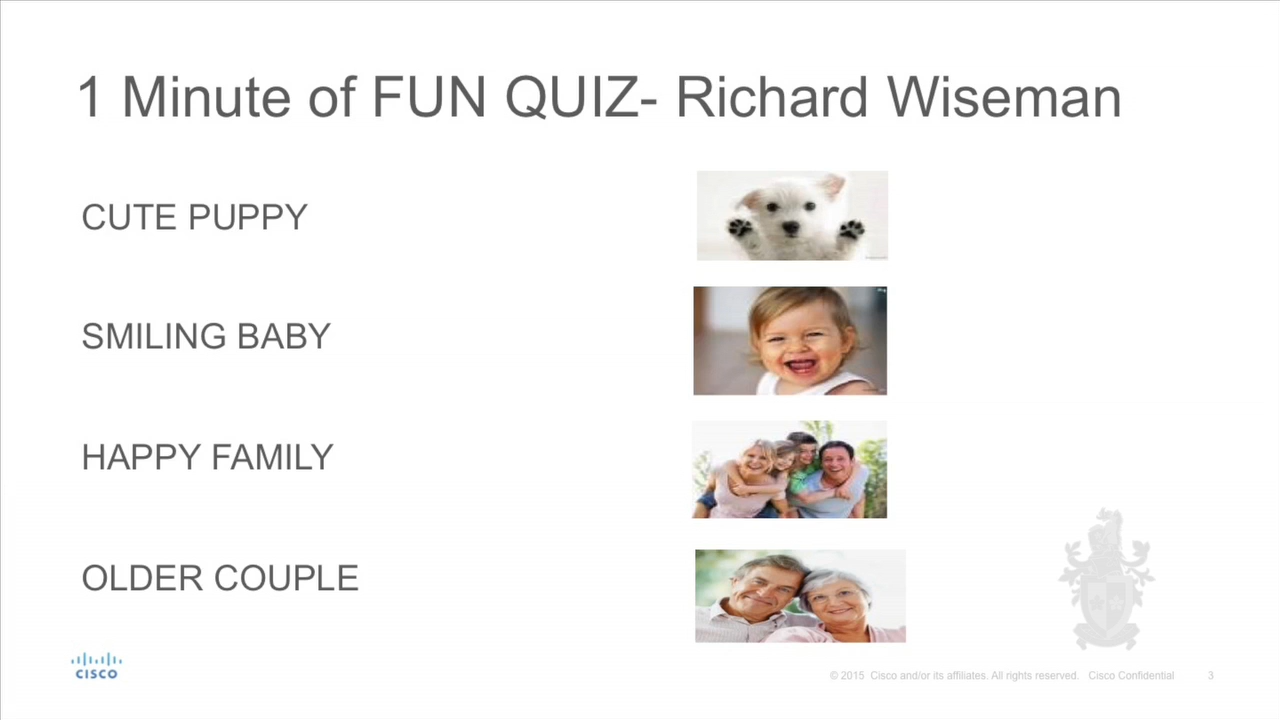 1 Minute of FUN QUIZ- Richard Wiseman
CUTE PUPPY
SMILING BABY
HAPPY FAMILY
OLDER COUPLE
CISCO
© 2015 Cisco and/or its affiliates. All rights reserved. Cisco Confidential 3